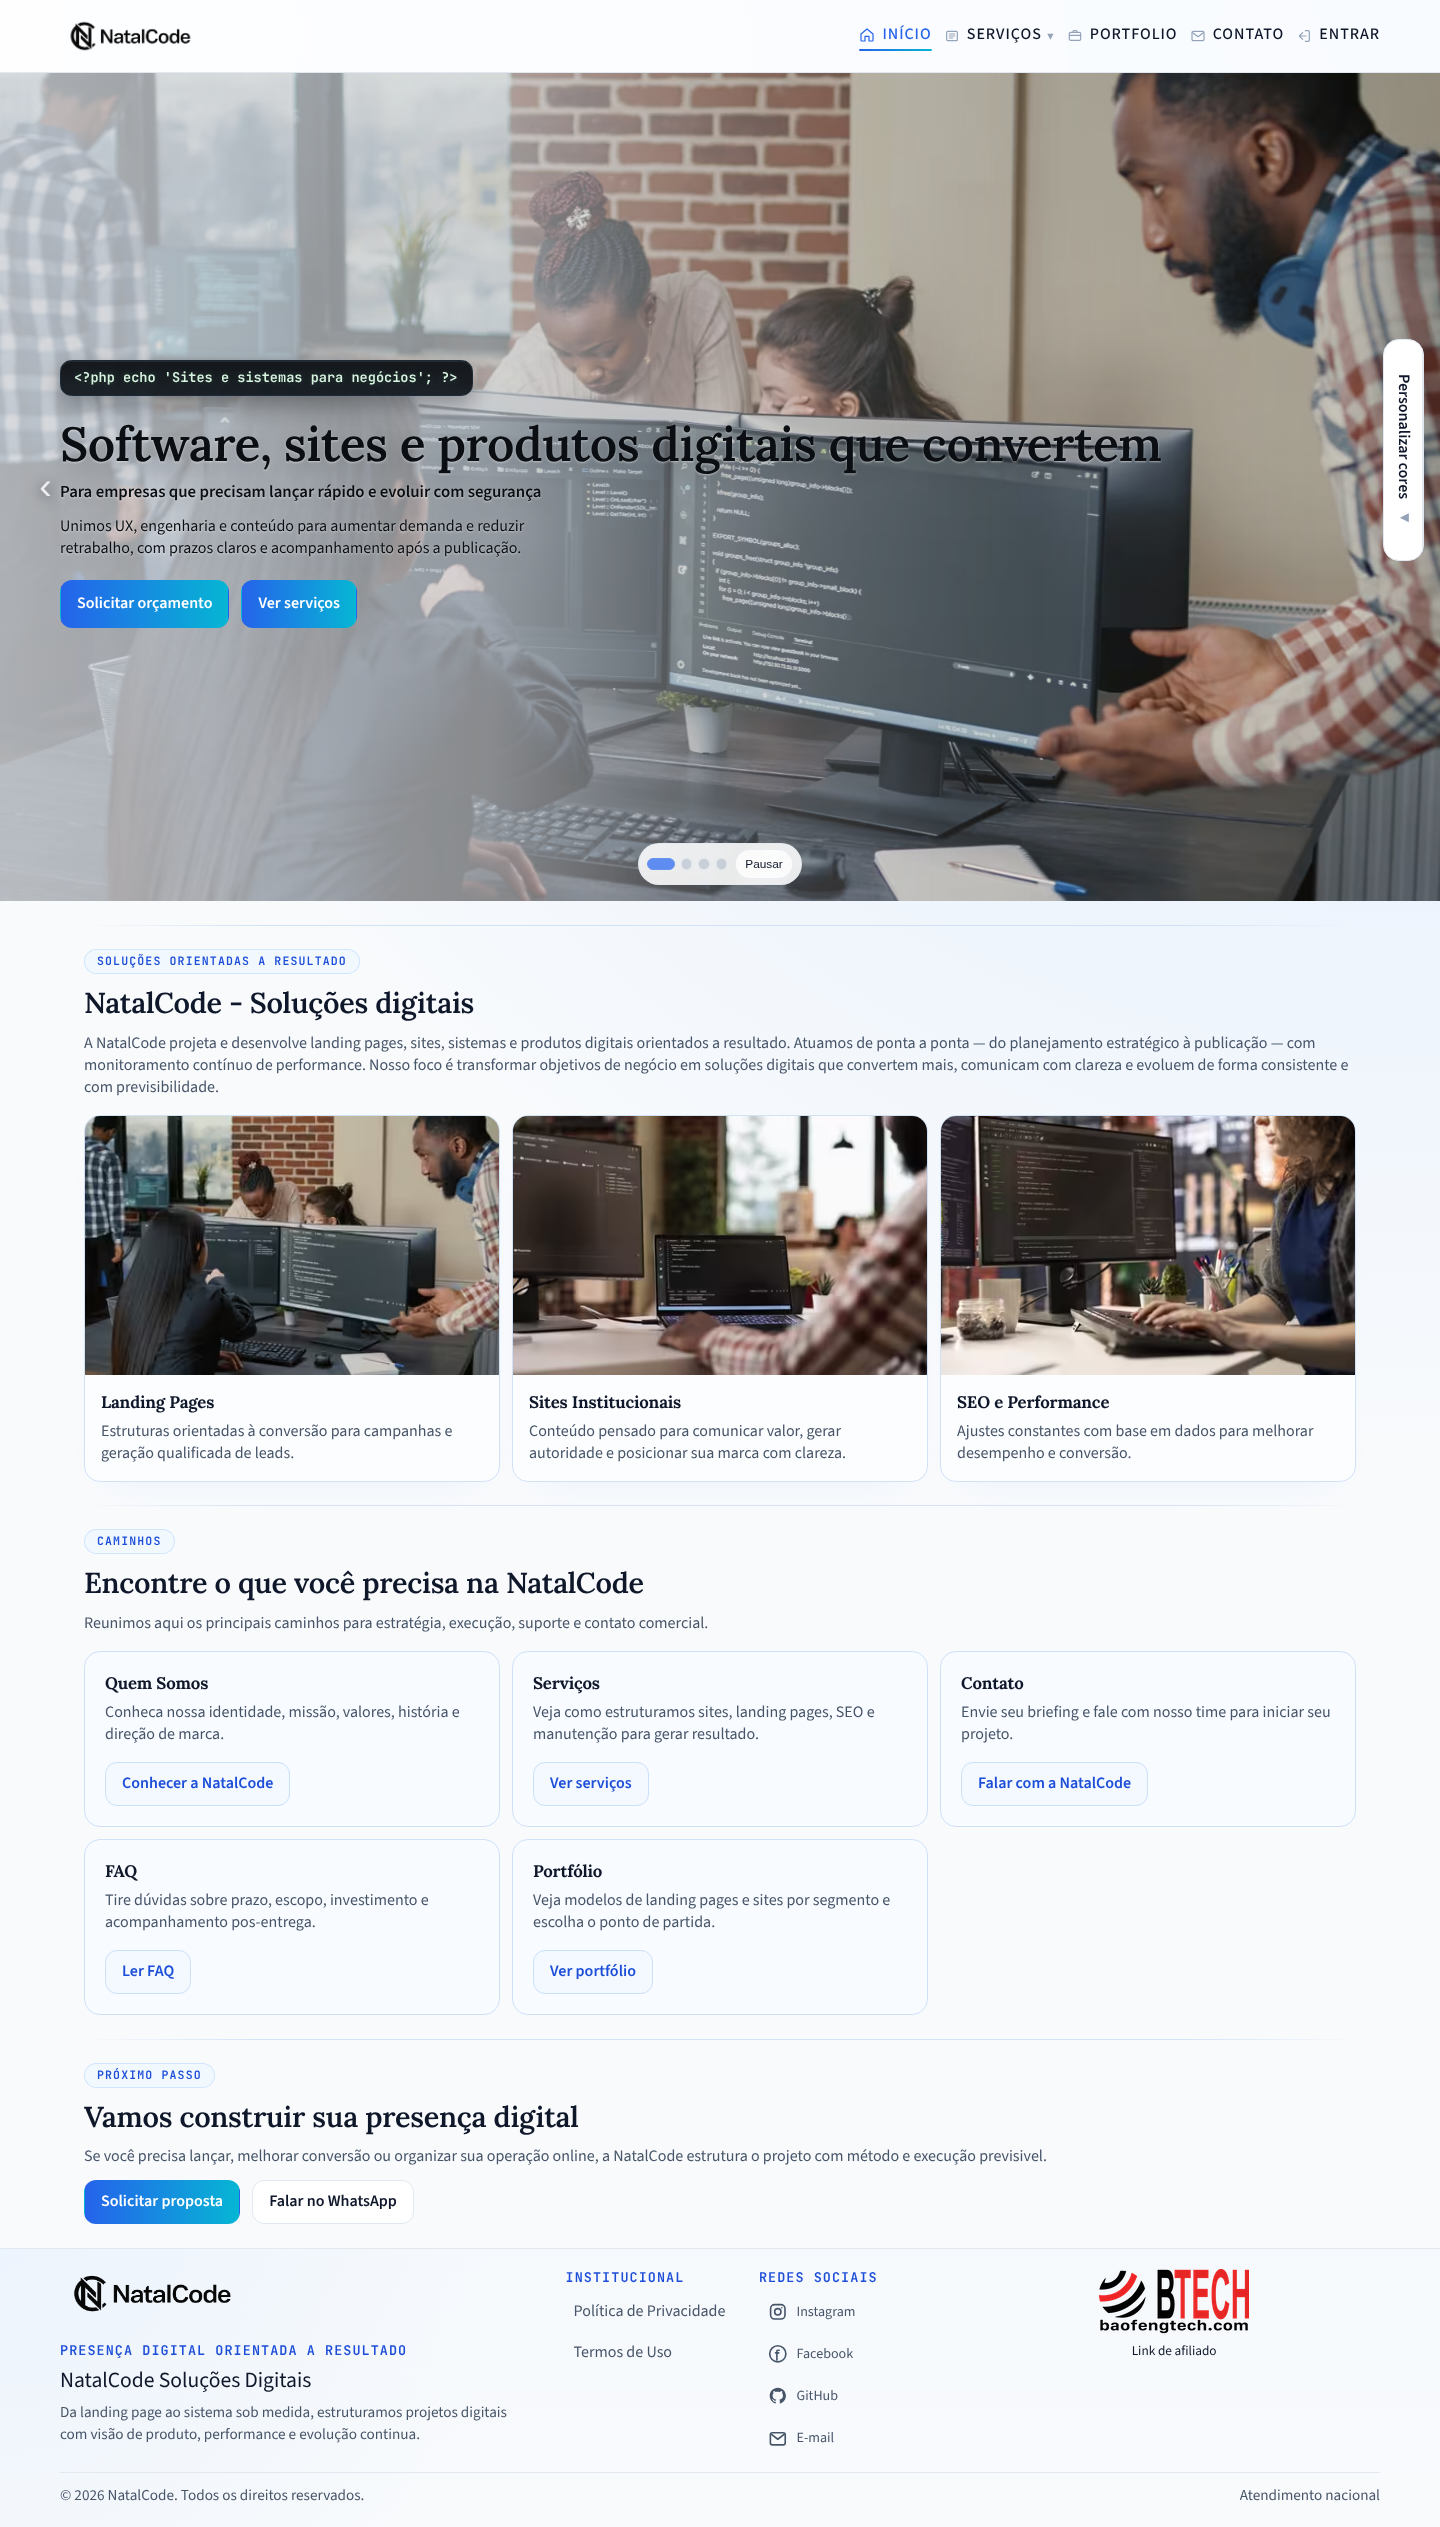 NatalCode
INÍCIO
SERVIÇOS ▾
PORTFOLIO
CONTATO
ENTRAR
<?php echo 'Sites e sistemas para negócios'; ?>
Software, sites e produtos digitais que convertem
Para empresas que precisam lançar rápido e evoluir com segurança
Unimos UX, engenharia e conteúdo para aumentar demanda e reduzir
retrabalho, com prazos claros e acompanhamento após a publicação.
Solicitar orçamento
Ver serviços
Personalizar cores
Pausar
SOLUÇÕES ORIENTADAS A RESULTADO
NatalCode - Soluções digitais
A NatalCode projeta e desenvolve landing pages, sites, sistemas e produtos digitais orientados a resultado. Atuamos de ponta a ponta — do planejamento estratégico à publicação — com
monitoramento contínuo de performance. Nosso foco é transformar objetivos de negócio em soluções digitais que convertem mais, comunicam com clareza e evoluem de forma consistente e
com previsibilidade.
Landing Pages
Estruturas orientadas à conversão para campanhas e
geração qualificada de leads.
Sites Institucionais
Conteúdo pensado para comunicar valor, gerar
autoridade e posicionar sua marca com clareza.
SEO e Performance
Ajustes constantes com base em dados para melhorar
desempenho e conversão.
CAMINHOS
Encontre o que você precisa na NatalCode
Reunimos aqui os principais caminhos para estratégia, execução, suporte e contato comercial.
Quem Somos
Conheca nossa identidade, missão, valores, história e
direção de marca.
Conhecer a NatalCode
Serviços
Veja como estruturamos sites, landing pages, SEO e
manutenção para gerar resultado.
Ver serviços
Contato
Envie seu briefing e fale com nosso time para iniciar seu
projeto.
Falar com a NatalCode
FAQ
Tire dúvidas sobre prazo, escopo, investimento e
acompanhamento pos-entrega.
Ler FAQ
Portfólio
Veja modelos de landing pages e sites por segmento e
escolha o ponto de partida.
Ver portfólio
PRÓXIMO PASSO
Vamos construir sua presença digital
Se você precisa lançar, melhorar conversão ou organizar sua operação online, a NatalCode estrutura o projeto com método e execução previsivel.
Solicitar proposta
Falar no WhatsApp
NatalCode
PRESENÇA DIGITAL ORIENTADA A RESULTADO
NatalCode Soluções Digitais
Da landing page ao sistema sob medida, estruturamos projetos digitais
com visão de produto, performance e evolução continua.
INSTITUCIONAL
Política de Privacidade
Termos de Uso
REDES SOCIAIS
Instagram
Facebook
GitHub
E-mail
BTECH
baofengtech.com
Link de afiliado
© 2026 NatalCode. Todos os direitos reservados.
Atendimento nacional